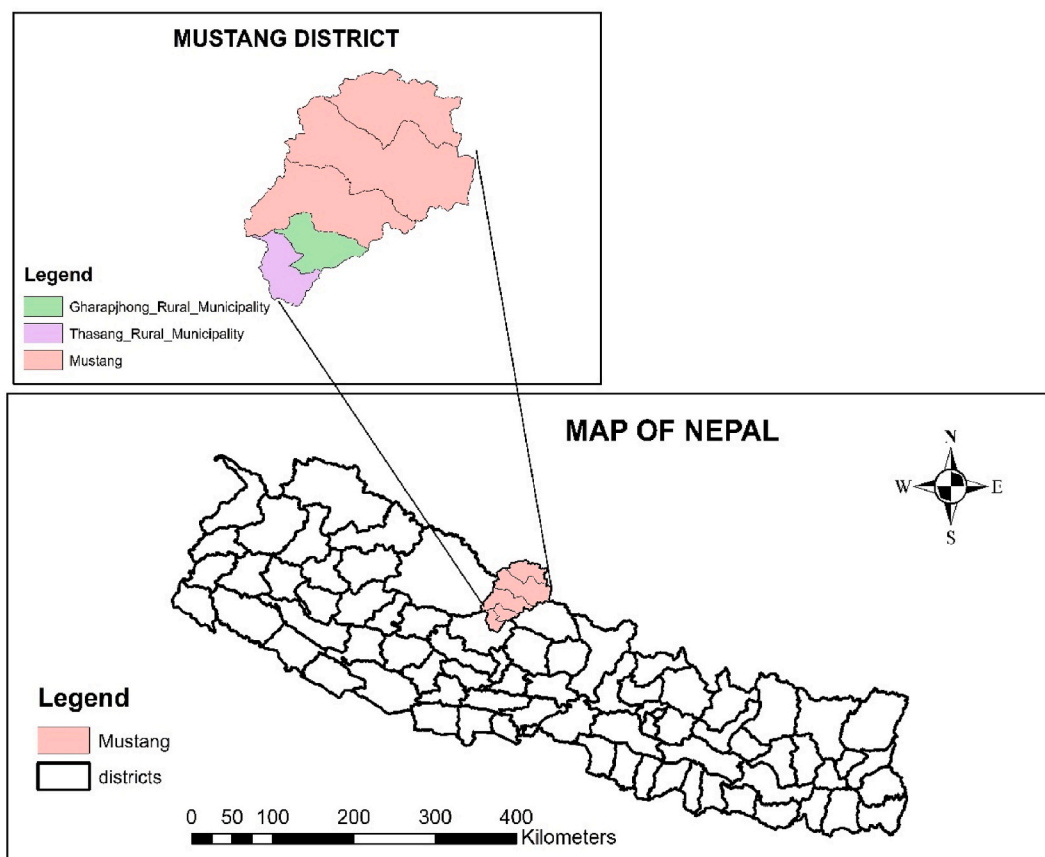 MUSTANG DISTRICT
Legend
Gharapjhong_Rural_Municipality
Thasang_Rural_Municipality
Mustang
MAP OF NEPAL
N
W E
S
Legend
Mustang
districts
0 50 100 200 300 400
Kilometers